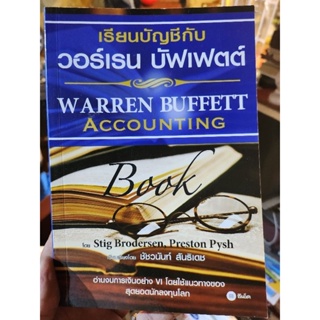 เรียนบัญชีกับ
วอร์เรน บัฟเฟตต์
WARREN BUFFETT
ACCOUNTING
Book
โดย Stig Brodersen, Preston Pysh
ชัชวนันท์ สันธิเดช
อ่านงบการเงินอย่าง VI โดยใช้แนวทางของ
สุดยอดนักลงทุนโลก